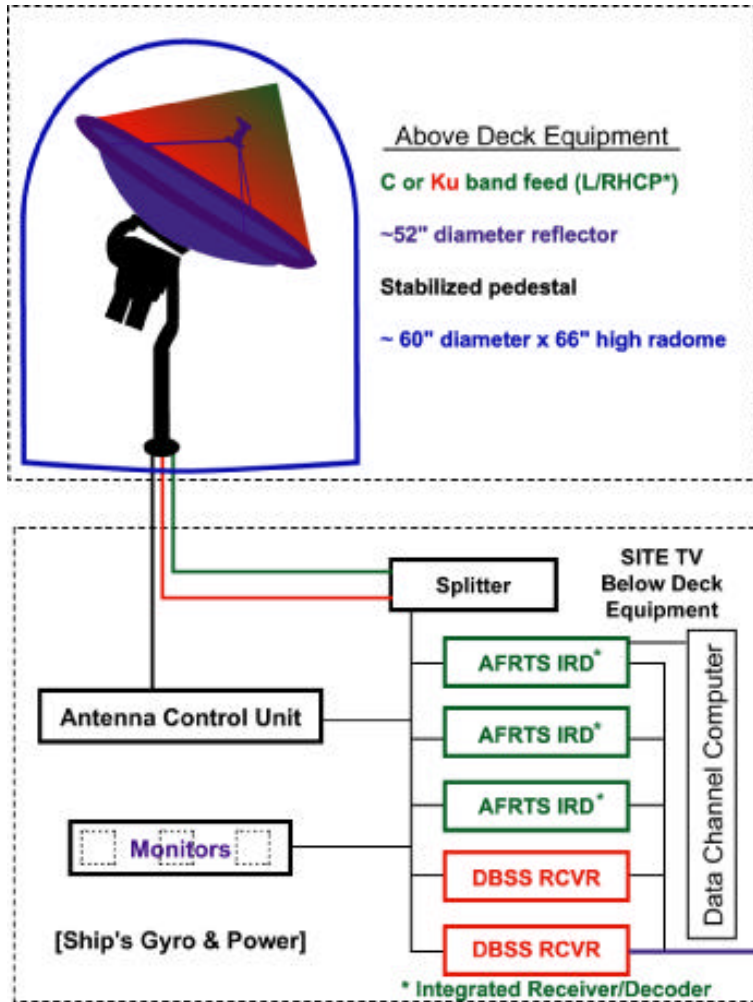 Above Deck Equipment
C or Ku band feed (L/RHCP*)
~52" diameter reflector
Stabilized pedestal
~ 60" diameter x 66" high radome
Splitter
SITE TV
Below Deck
Equipment
AFRTS IRD*
Antenna Control Unit
AFRTS IRD*
AFRTS IRD*
Monitors
DBSS RCVR
[Ship's Gyro & Power]
DBSS RCVR
Data Channel Computer
* Integrated Receiver/Decoder